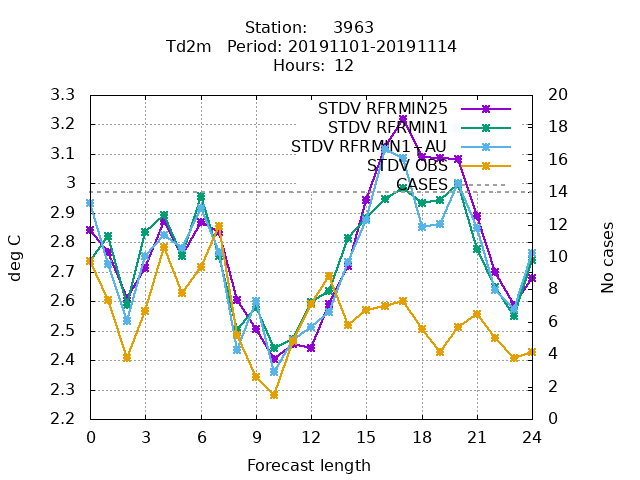 Station: 3963
Td2m Period: 20191101-20191114
Hours: 12
3.3
3.2
3.1
3
2.9
2.8
2.7
2.6
2.5
2.4
2.3
2.2
20
18
16
14
12
10
8
6
4
2
0
STDV RFRMIN25
STDV RFRMIN1
STDV RFRMIN1-AU
STDV OBS
CASES
deg C
No cases
0 3 6 9 12 15 18 21 24
Forecast length